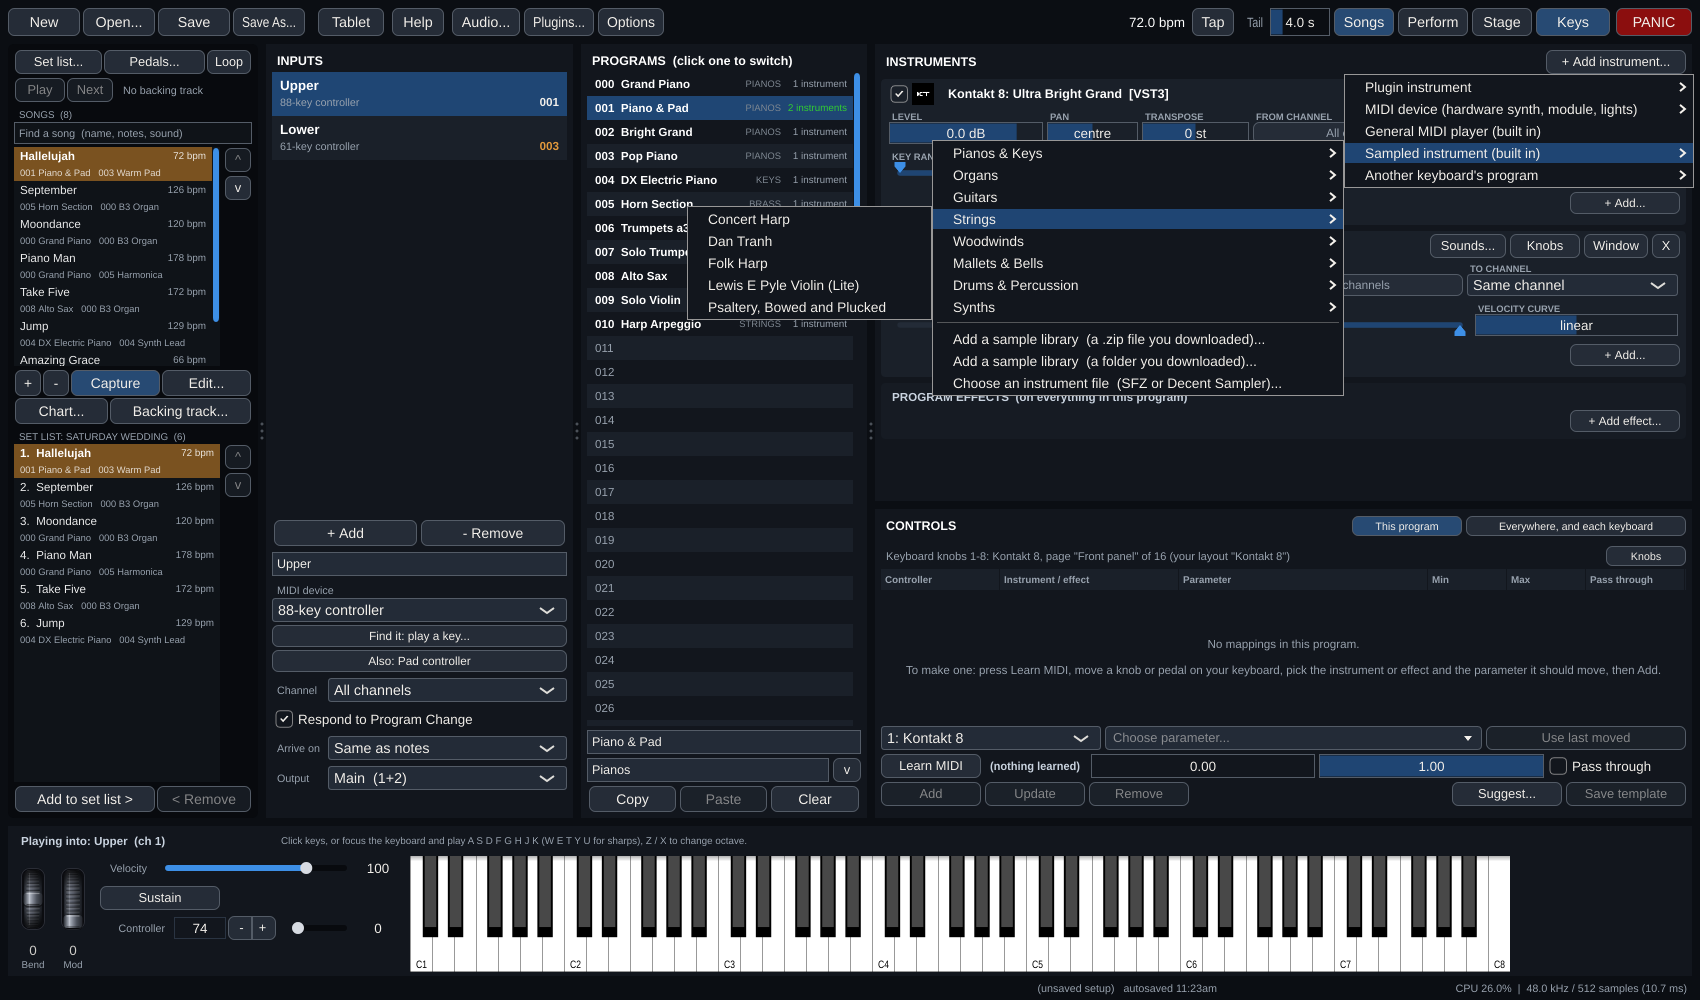 New Open... Save Save As... Tablet Help Audio... Plugins... Options 72.0 bpm Tap Tail 4.0 s Songs Perform Stage Keys PANIC
Set list... Pedals... Loop
Play Next No backing track
SONGS (8)
Find a song (name, notes, sound)
Hallelujah 72 bpm
001 Piano & Pad 003 Warm Pad
^
September 126 bpm
005 Horn Section 000 B3 Organ
v
Moondance 120 bpm
000 Grand Piano 000 B3 Organ
Piano Man 178 bpm
000 Grand Piano 005 Harmonica
Take Five 172 bpm
008 Alto Sax 000 B3 Organ
Jump 129 bpm
004 DX Electric Piano 004 Synth Lead
Amazing Grace 66 bpm
+ - Capture Edit...
Chart... Backing track...
SET LIST: SATURDAY WEDDING (6)
1. Hallelujah 72 bpm
001 Piano & Pad 003 Warm Pad
^
2. September 126 bpm
005 Horn Section 000 B3 Organ
v
3. Moondance 120 bpm
000 Grand Piano 000 B3 Organ
4. Piano Man 178 bpm
000 Grand Piano 005 Harmonica
5. Take Five 172 bpm
008 Alto Sax 000 B3 Organ
6. Jump 129 bpm
004 DX Electric Piano 004 Synth Lead
Add to set list > < Remove
INPUTS
Upper
88-key controller 001
Lower
61-key controller 003
+ Add - Remove
Upper
MIDI device
88-key controller
Find it: play a key...
Also: Pad controller
Channel All channels
Respond to Program Change
Arrive on Same as notes
Output Main (1+2)
PROGRAMS (click one to switch)
000 Grand Piano PIANOS 1 instrument
001 Piano & Pad PIANOS 2 instruments
002 Bright Grand PIANOS 1 instrument
003 Pop Piano PIANOS 1 instrument
004 DX Electric Piano KEYS 1 instrument
005 Horn Section BRASS 1 instrument
006 Trumpets a3
007 Solo Trumpe
008 Alto Sax
009 Solo Violin
010 Harp Arpeggio STRINGS 1 instrument
011
012
013
014
015
016
017
018
019
020
021
022
023
024
025
026
Piano & Pad
Pianos v
Copy Paste Clear
Concert Harp
Dan Tranh
Folk Harp
Lewis E Pyle Violin (Lite)
Psaltery, Bowed and Plucked
INSTRUMENTS + Add instrument...
Kontakt 8: Ultra Bright Grand [VST3]
LEVEL PAN TRANSPOSE FROM CHANNEL
0.0 dB centre 0 st All
KEY RAN
Plugin instrument
MIDI device (hardware synth, module, lights)
General MIDI player (built in)
Sampled instrument (built in)
Another keyboard's program
Pianos & Keys
Organs
Guitars
Strings
Woodwinds
Mallets & Bells
Drums & Percussion
Synths
Add a sample library (a .zip file you downloaded)...
Add a sample library (a folder you downloaded)...
Choose an instrument file (SFZ or Decent Sampler)...
+ Add...
Sounds... Knobs Window X
TO CHANNEL
channels Same channel
VELOCITY CURVE
linear
+ Add...
PROGRAM EFFECTS (on everything in this program)
+ Add effect...
CONTROLS This program Everywhere, and each keyboard
Keyboard knobs 1-8: Kontakt 8, page "Front panel" of 16 (your layout "Kontakt 8") Knobs
Controller Instrument / effect Parameter Min Max Pass through
No mappings in this program.
To make one: press Learn MIDI, move a knob or pedal on your keyboard, pick the instrument or effect and the parameter it should move, then Add.
1: Kontakt 8 Choose parameter... Use last moved
Learn MIDI (nothing learned) 0.00 1.00 Pass through
Add Update Remove Suggest... Save template
Playing into: Upper (ch 1) Click keys, or focus the keyboard and play A S D F G H J K (W E T Y U for sharps), Z / X to change octave.
Velocity 100
Sustain
Controller 74 - + 0
0 0
Bend Mod
C1 C2 C3 C4 C5 C6 C7 C8
(unsaved setup) autosaved 11:23am CPU 26.0% | 48.0 kHz / 512 samples (10.7 ms)